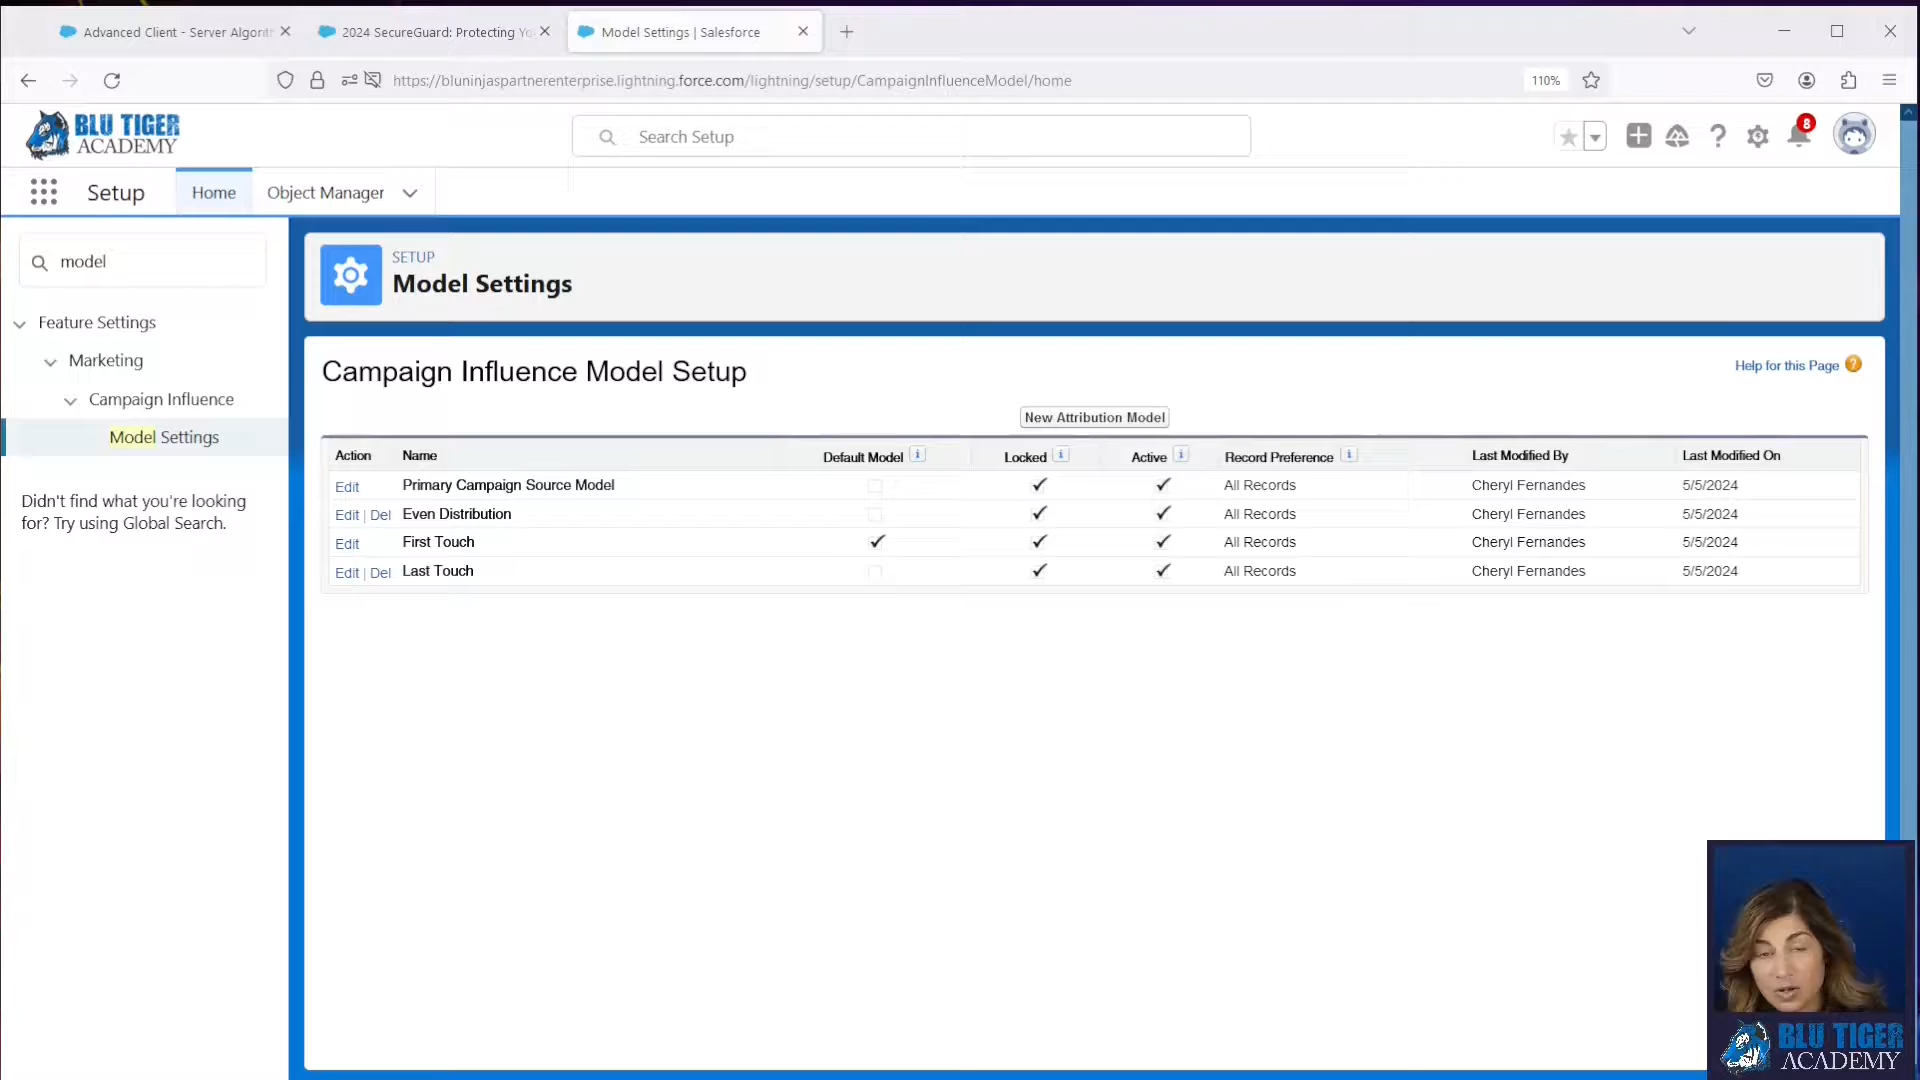 Advanced Client - Server Algorith
2024 SecureGuard: Protecting Yo
Model Settings | Salesforce
https://bluninjaspartnerenterprise.lightning.force.com/lightning/setup/CampaignInfluenceModel/home
110%
BLU TIGER
ACADEMY
Search Setup
8
Setup
Home
Object Manager
model
Feature Settings
Marketing
Campaign Influence
Model Settings
Didn't find what you're looking
for? Try using Global Search.
SETUP
Model Settings
Campaign Influence Model Setup
Help for this Page
New Attribution Model
Action Name Default Model Locked Active Record Preference Last Modified By Last Modified On
Edit Primary Campaign Source Model All Records Cheryl Fernandes 5/5/2024
Edit | Del Even Distribution All Records Cheryl Fernandes 5/5/2024
Edit First Touch All Records Cheryl Fernandes 5/5/2024
Edit | Del Last Touch All Records Cheryl Fernandes 5/5/2024
BLU TIGER
ACADEMY